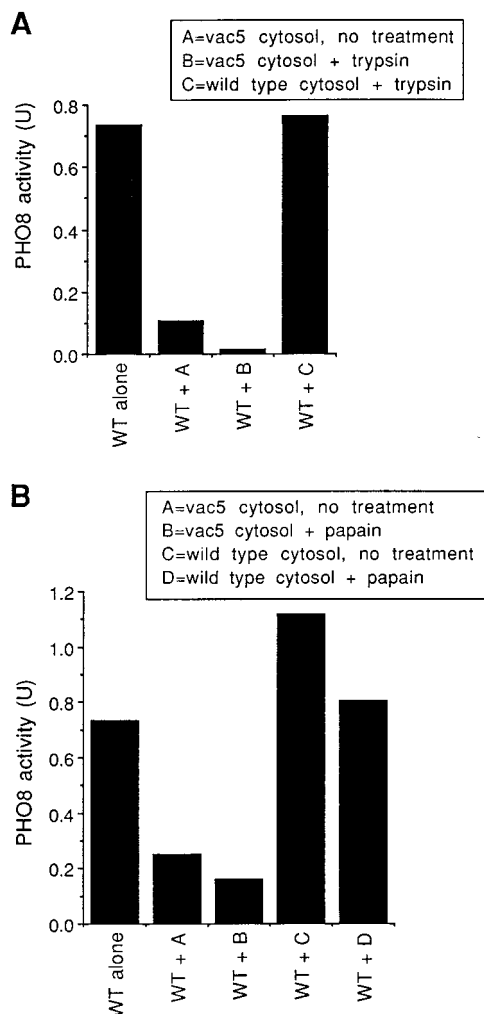 A
A=vac5 cytosol, no treatment
B=vac5 cytosol + trypsin
C=wild type cytosol + trypsin
PHO8 activity (U)
0.8
0.6
0.4
0.2
0.0
WT alone
WT + A
WT + B
WT + C
B
A=vac5 cytosol, no treatment
B=vac5 cytosol + papain
C=wild type cytosol, no treatment
D=wild type cytosol + papain
PHO8 activity (U)
1.2
1.0
0.8
0.6
0.4
0.2
0.0
WT alone
WT + A
WT + B
WT + C
WT + D